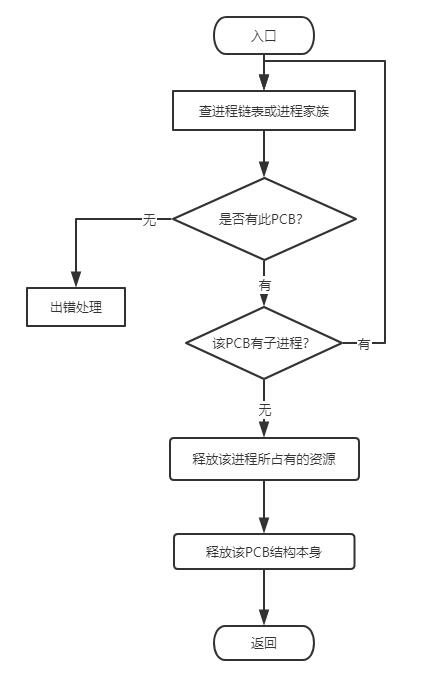 入口
查进程链表或进程家族
是否有此PCB?
无
有
出错处理
该PCB有子进程?
有
无
释放该进程所占有的资源
释放该PCB结构本身
返回